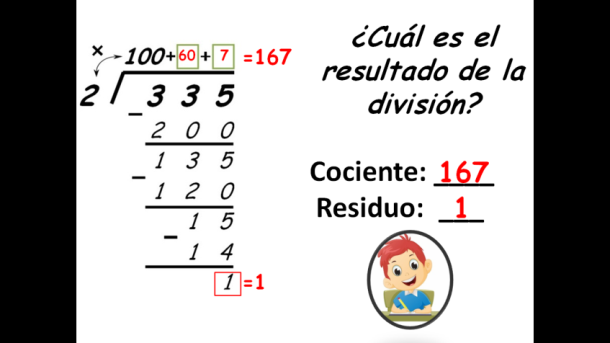 × 100+60+7 =167
2 335
- 200
135
- 120
15
- 14
1 =1
¿Cuál es el
resultado de la
división?
Cociente: 167
Residuo: 1